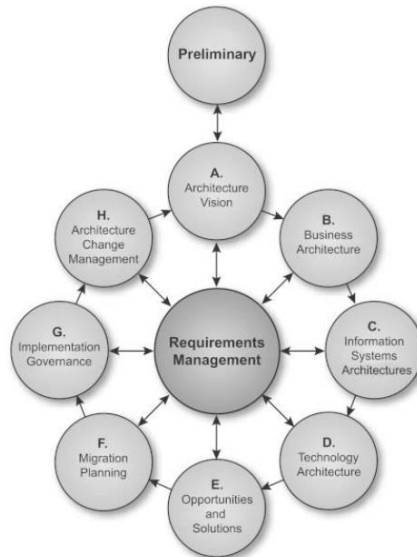 Preliminary
A.
Architecture
Vision
B.
Business
Architecture
C.
Information
Systems
Architectures
D.
Technology
Architecture
E.
Opportunities
and
Solutions
F.
Migration
Planning
G.
Implementation
Governance
H.
Architecture
Change
Management
Requirements
Management